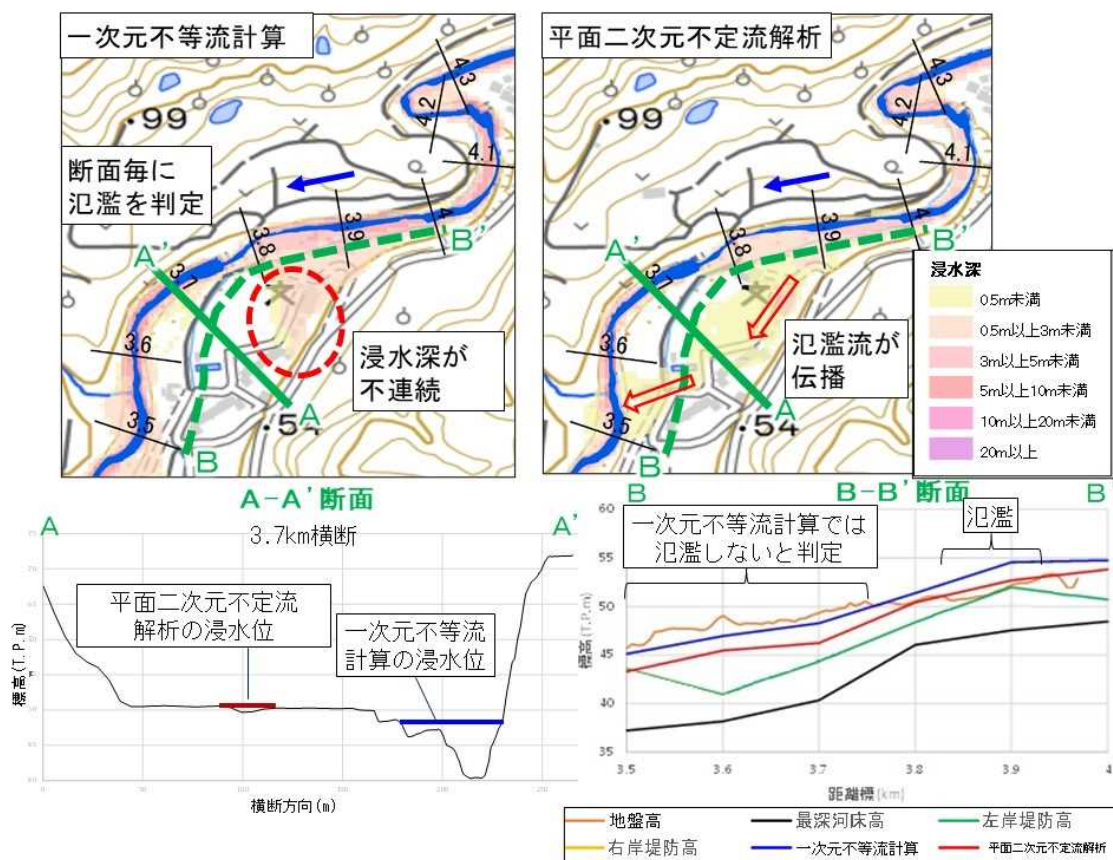 一次元不等流計算
断面毎に
氾濫を判定
浸水深が
不連続
.99
4.3
4.2
4.1
4
3.9
3.8
3.7
3.6
3.5
A'
B'
A
B
.54
平面二次元不定流解析
氾濫流が
伝播
.99
4.3
4.2
4.1
4
3.9
3.8
3.7
3.6
3.5
A'
B'
A
B
.54
浸水深
0.5m未満
0.5m以上3m未満
3m以上5m未満
5m以上10m未満
10m以上20m未満
20m以上
A-A'断面
A
A'
3.7km横断
平面二次元不定流
解析の浸水位
一次元不等流
計算の浸水位
標高(T.P.m)
横断方向(m)
B-B'断面
B
B
一次元不等流計算では
氾濫しないと判定
氾濫
標高(T.P.m)
60
55
50
45
40
35
3.5
3.6
3.7
3.8
3.9
4
距離標(km)
地盤高
最深河床高
左岸堤防高
右岸堤防高
一次元不等流計算
平面二次元不定流解析